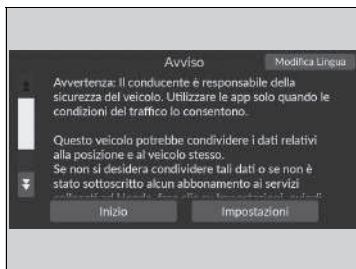 Avviso
Modifica Lingua
Avvertenza: Il conducente è responsabile della
sicurezza del veicolo. Utilizzare le app solo quando le
condizioni del traffico lo consentono.
Questo veicolo potrebbe condividere i dati relativi
alla posizione e al veicolo stesso.
Se non si desidera condividere tali dati o se non è
stato sottoscritto alcun abbonamento ai servizi
Inizio
Impostazioni